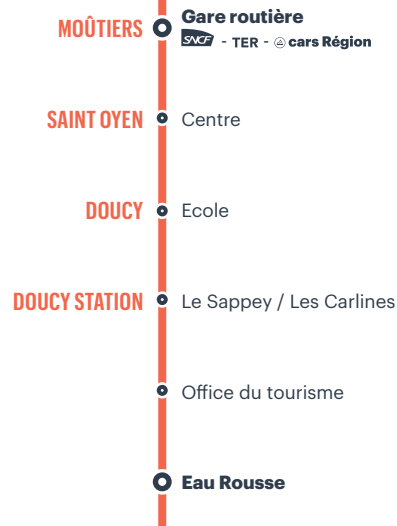 MOÛTIERS Gare routière
SNCF - TER - cars Région
SAINT OYEN Centre
DOUCY Ecole
DOUCY STATION Le Sappey / Les Carlines
Office du tourisme
Eau Rousse